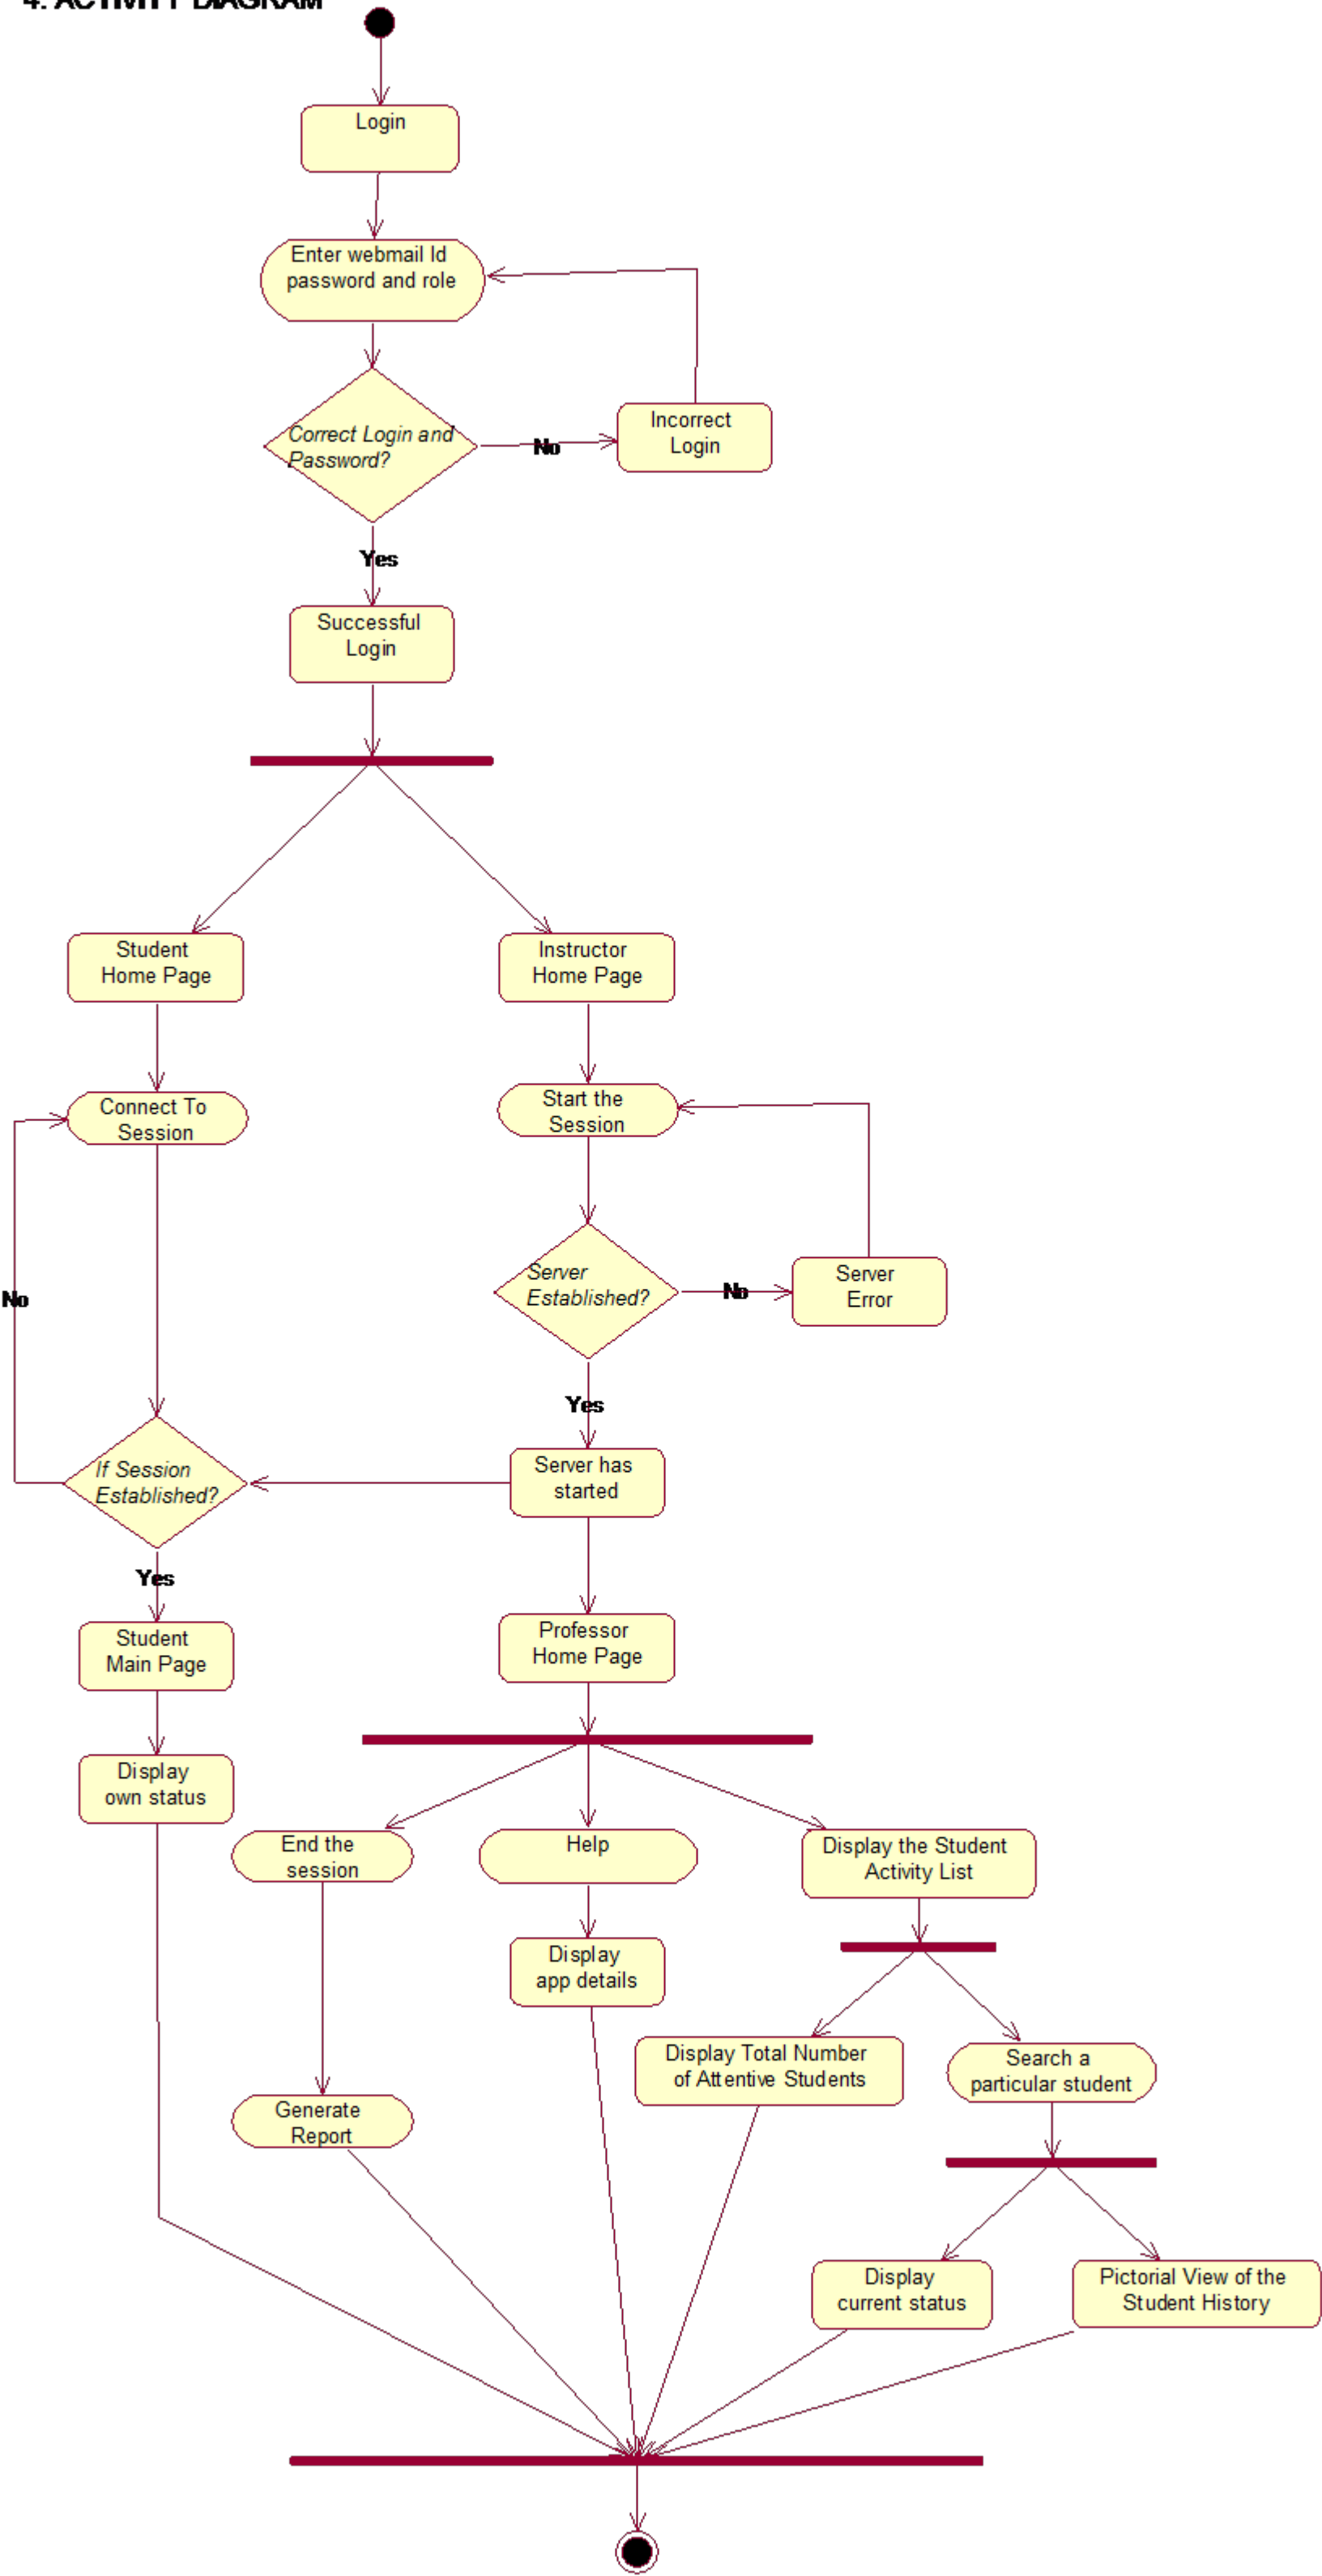 4. ACTIVITY DIAGRAM
Login
Enter webmail Id
password and role
Correct Login and
Password?
No
Incorrect
Login
Yes
Successful
Login
Student
Home Page
Instructor
Home Page
Connect To
Session
Start the
Session
No
Server
Established?
No
Server
Error
Yes
If Session
Established?
Server has
started
Yes
Student
Main Page
Professor
Home Page
Display
own status
End the
session
Help
Display the Student
Activity List
Display
app details
Display Total Number
of Attentive Students
Search a
particular student
Generate
Report
Display
current status
Pictorial View of the
Student History